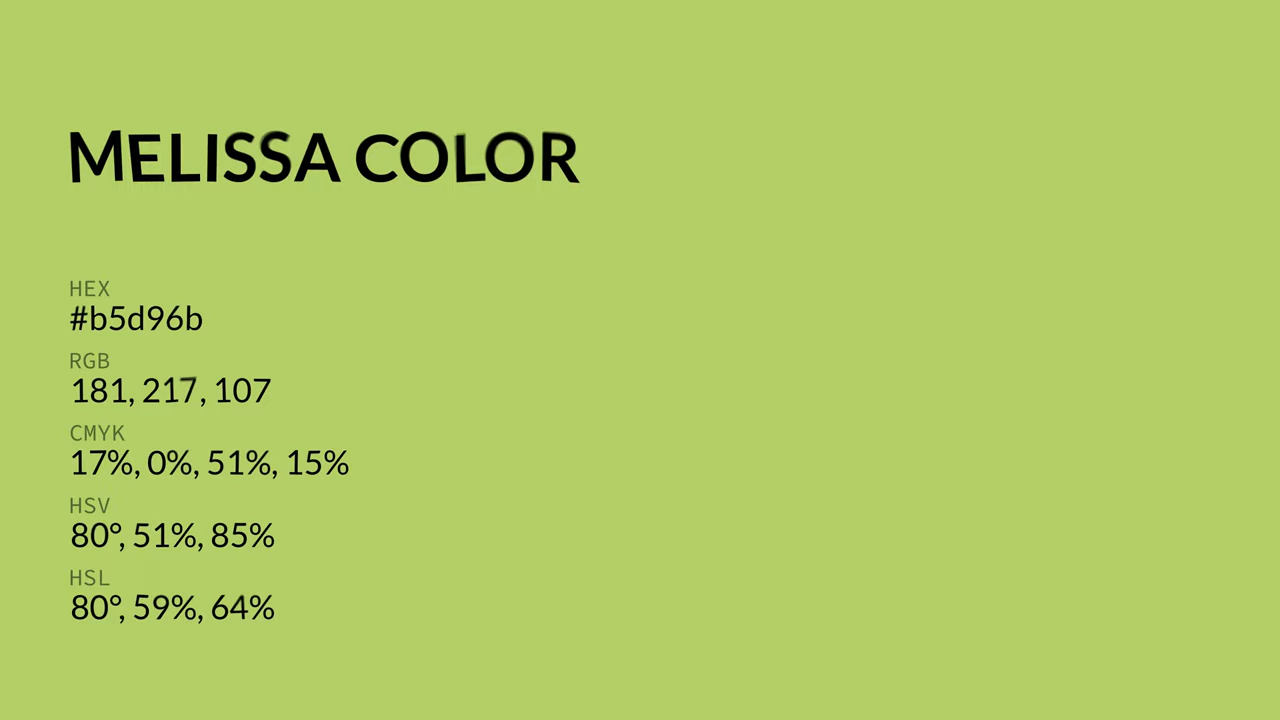 MELISSA COLOR
HEX
#b5d96b
RGB
181, 217, 107
CMYK
17%, 0%, 51%, 15%
HSV
80°, 51%, 85%
HSL
80°, 59%, 64%